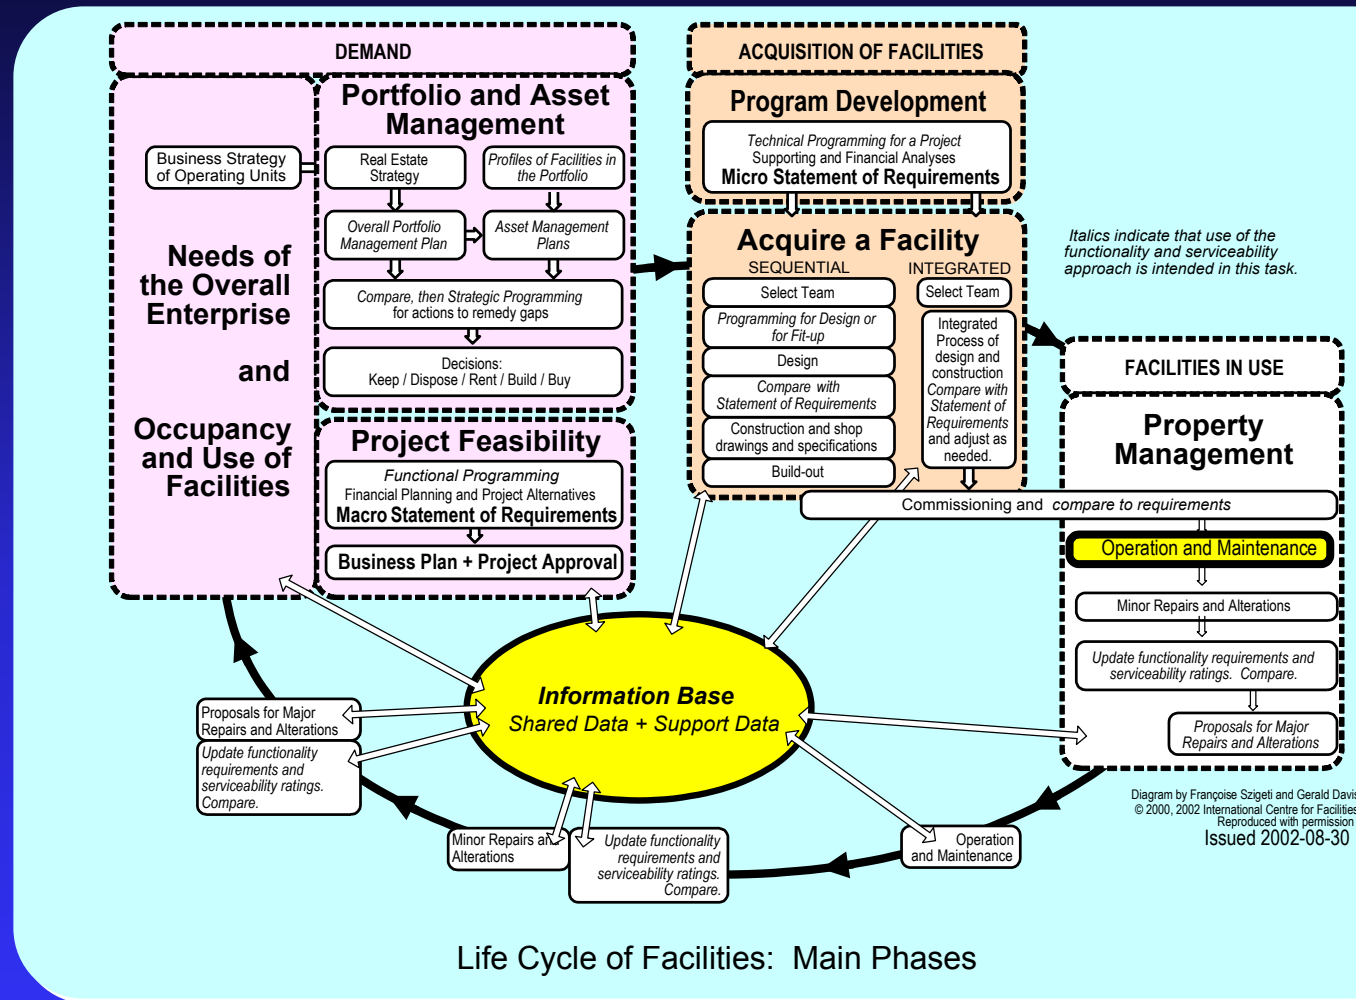 DEMAND
Portfolio and Asset
Management
Business Strategy
of Operating Units
Real Estate
Strategy
Profiles of Facilities in
the Portfolio
Overall Portfolio
Management Plan
Asset Management
Plans
Compare, then Strategic Programming
for actions to remedy gaps
Decisions:
Keep / Dispose / Rent / Build / Buy
Needs of
the Overall
Enterprise
and
Occupancy
and Use of
Facilities
Project Feasibility
Functional Programming
Financial Planning and Project Alternatives
Macro Statement of Requirements
Business Plan + Project Approval
ACQUISITION OF FACILITIES
Program Development
Technical Programming for a Project
Supporting and Financial Analyses
Micro Statement of Requirements
Acquire a Facility
SEQUENTIAL
Select Team
Programming for Design or
for Fit-up
Design
Compare with
Statement of Requirements
Construction and shop
drawings and specifications
Build-out
INTEGRATED
Select Team
Integrated
Process of
design and
construction
Compare with
Statement of
Requirements
and adjust as
needed.
Italics indicate that use of the
functionality and serviceability
approach is intended in this task.
FACILITIES IN USE
Property
Management
Commissioning and compare to requirements
Operation and Maintenance
Minor Repairs and Alterations
Update functionality requirements and
serviceability ratings. Compare.
Proposals for Major
Repairs and Alterations
Information Base
Shared Data + Support Data
Proposals for Major
Repairs and Alterations
Update functionality
requirements and
serviceability ratings.
Compare.
Minor Repairs and
Alterations
Update functionality
requirements and
serviceability ratings.
Compare.
Operation
and Maintenance
Diagram by Françoise Szigeti and Gerald Davis
© 2000, 2002 International Centre for Facilities
Reproduced with permission
Issued 2002-08-30
Life Cycle of Facilities: Main Phases